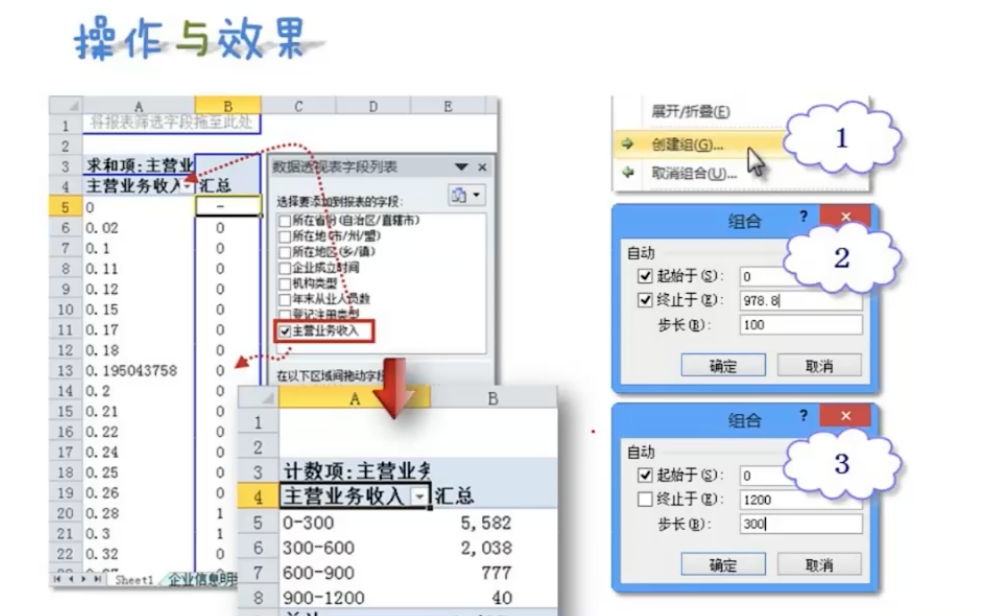 操作与效果
A B C D E
1 将报表筛选字段拖至此处
2
3 求和项:主营业
4 主营业务收入 汇总
5 0 -
6 0.02 0
7 0.1 0
8 0.11 0
9 0.12 0
10 0.15 0
11 0.17 0
12 0.18 0
13 0.195043758 0
14 0.2 0
15 0.21 0
16 0.22 0
17 0.24 0
18 0.25 0
19 0.26 0
20 0.28 1
21 0.3 1
22 0.32 0
Sheet1 企业信息明
数据透视表字段列表
选择要添加到报表的字段:
所在省份(自治区/直辖市)
所在地(市/州/盟)
所在地区(乡/镇)
企业成立时间
机构类型
年末从业人员数
登记注册类型
主营业务收入
在以下区域间拖动字段
A B
1
2
3 计数项:主营业务
4 主营业务收入 汇总
5 0-300 5,582
6 300-600 2,038
7 600-900 777
8 900-1200 40
展开/折叠(E)
创建组(G)...
取消组合(U)...
1
组合 ? ×
自动
起始于(S): 0
终止于(E): 978.8
步长(B): 100
确定 取消
2
组合 ? ×
自动
起始于(S): 0
终止于(E): 1200
步长(B): 300
确定 取消
3